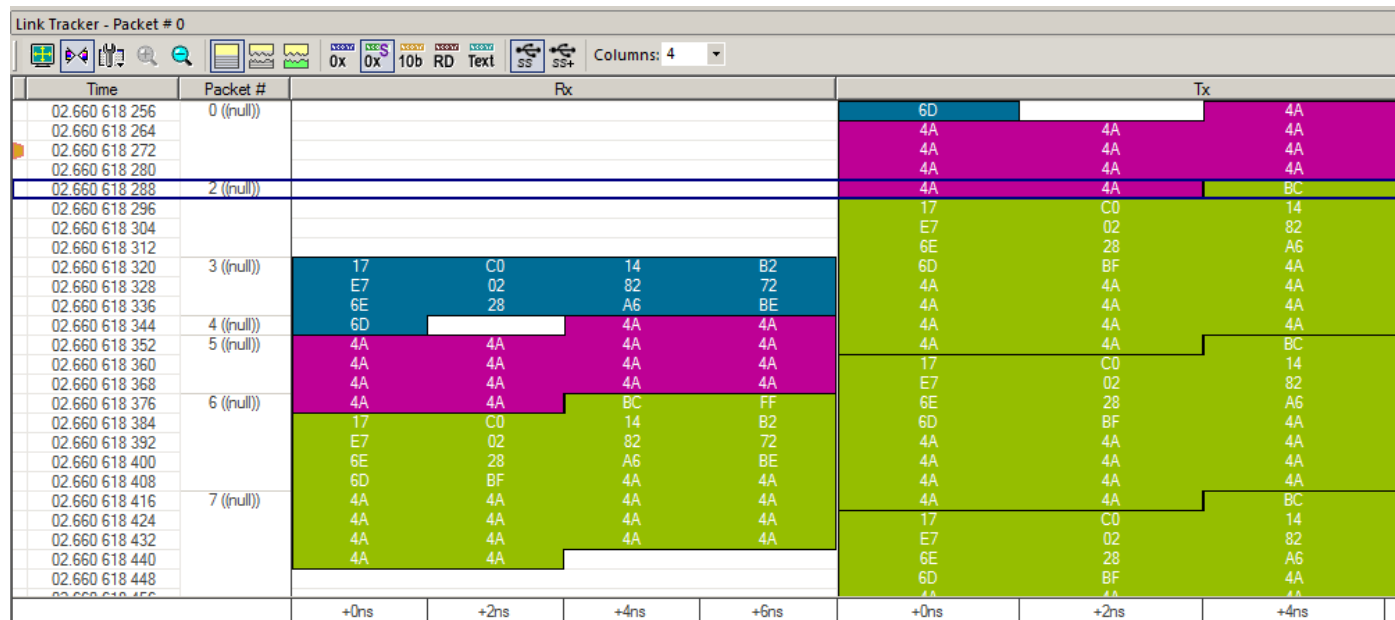 Link Tracker - Packet # 0
0x 0x S 10b RD Text SS SS+ Columns: 4
Time Packet # Rx Tx
02.660 618 256 0 ((null)) 6D 4A
02.660 618 264 4A 4A 4A
02.660 618 272 4A 4A 4A
02.660 618 280 4A 4A 4A
02.660 618 288 2 ((null)) 4A 4A BC
02.660 618 296 17 C0 14
02.660 618 304 E7 02 82
02.660 618 312 6E 28 A6
02.660 618 320 3 ((null)) 17 C0 14 B2 6D BF 4A
02.660 618 328 E7 02 82 72 4A 4A 4A
02.660 618 336 6E 28 A6 BE 4A 4A 4A
02.660 618 344 4 ((null)) 6D 4A 4A 4A 4A 4A
02.660 618 352 5 ((null)) 4A 4A 4A 4A 4A 4A BC
02.660 618 360 4A 4A 4A 4A 17 C0 14
02.660 618 368 4A 4A 4A 4A E7 02 82
02.660 618 376 6 ((null)) 4A 4A BC FF 6E 28 A6
02.660 618 384 17 C0 14 B2 6D BF 4A
02.660 618 392 E7 02 82 72 4A 4A 4A
02.660 618 400 6E 28 A6 BE 4A 4A 4A
02.660 618 408 6D BF 4A 4A 4A 4A 4A
02.660 618 416 7 ((null)) 4A 4A 4A 4A 4A 4A BC
02.660 618 424 4A 4A 4A 4A 17 C0 14
02.660 618 432 4A 4A 4A 4A E7 02 82
02.660 618 440 4A 4A 6E 28 A6
02.660 618 448 6D BF 4A
+0ns +2ns +4ns +6ns +0ns +2ns +4ns